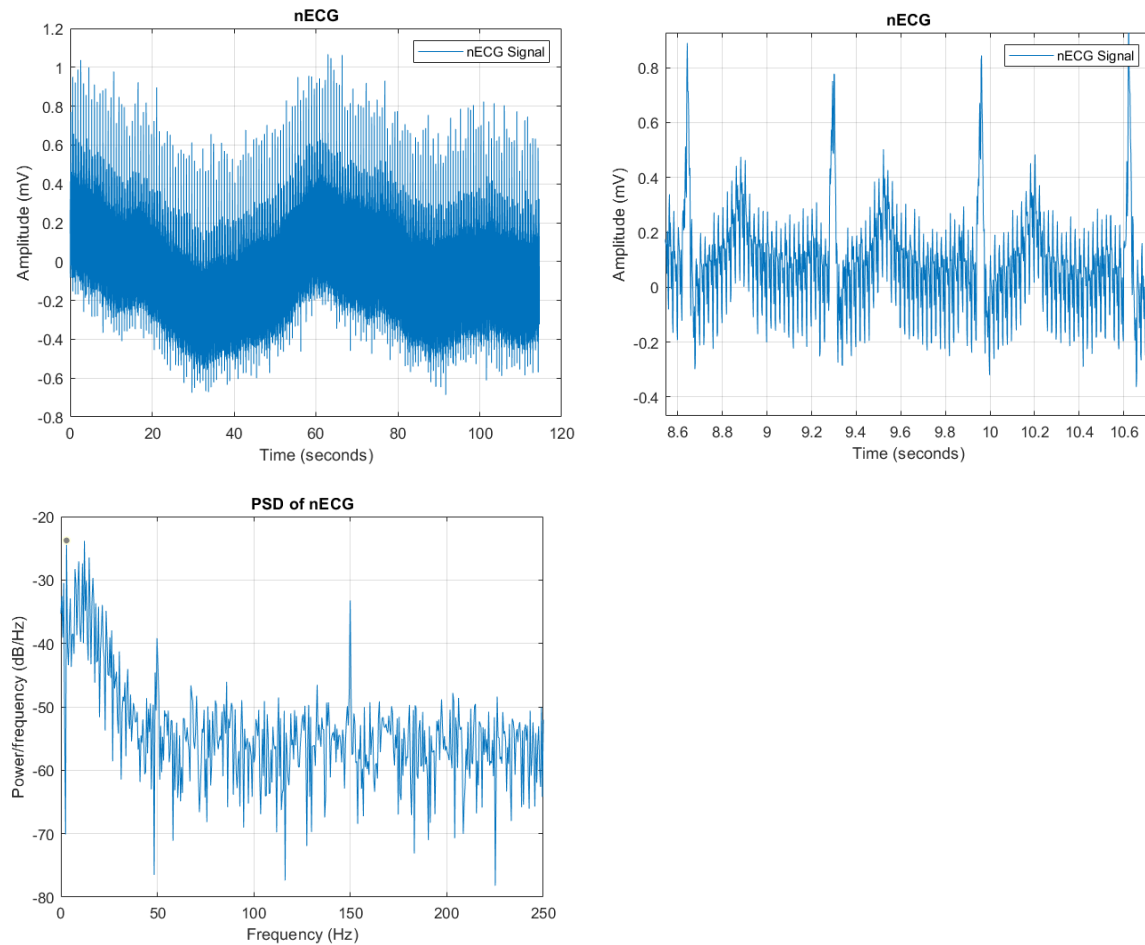 nECG
nECG Signal
1.2
1
0.8
0.6
0.4
0.2
0
-0.2
-0.4
-0.6
-0.8
Amplitude (mV)
0 20 40 60 80 100 120
Time (seconds)
nECG
nECG Signal
0.8
0.6
0.4
0.2
0
-0.2
-0.4
Amplitude (mV)
8.6 8.8 9 9.2 9.4 9.6 9.8 10 10.2 10.4 10.6
Time (seconds)
PSD of nECG
-20
-30
-40
-50
-60
-70
-80
Power/frequency (dB/Hz)
0 50 100 150 200 250
Frequency (Hz)